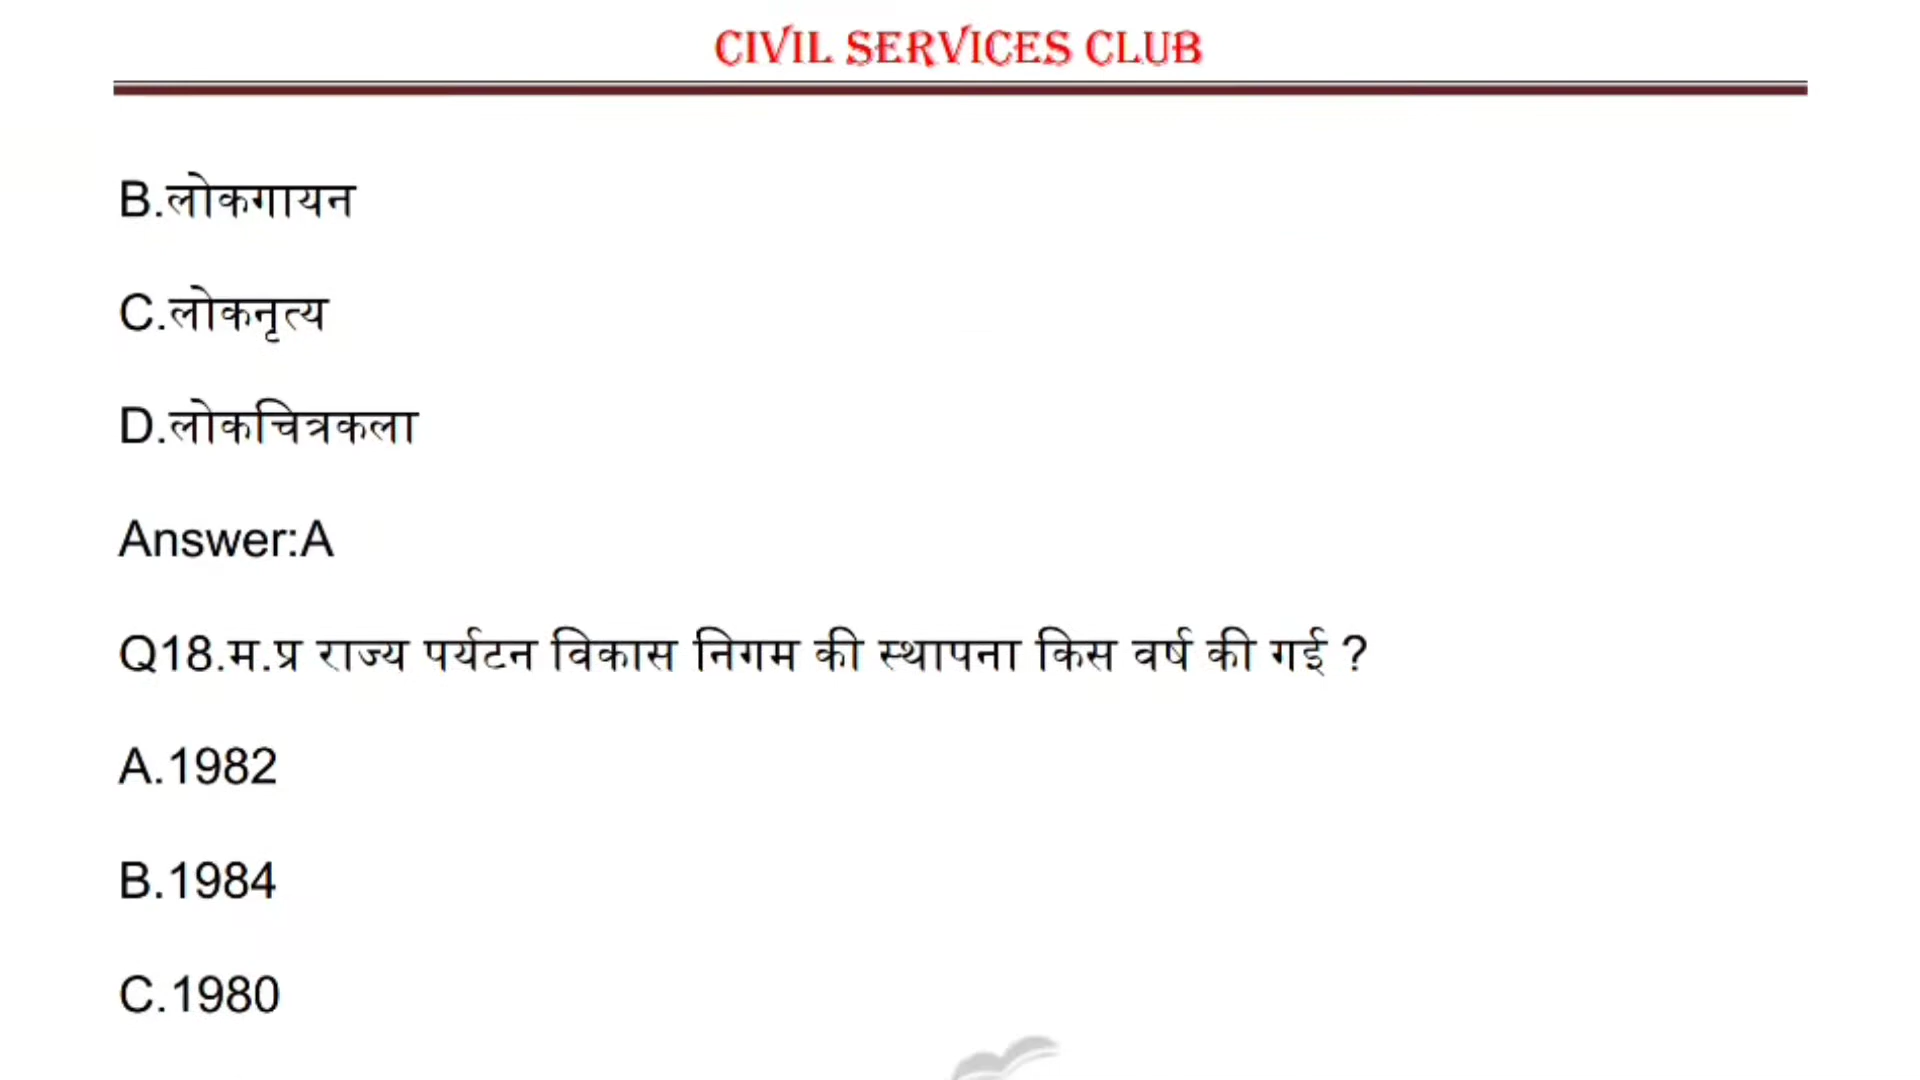 CIVIL SERVICES CLUB
B.लोकगायन
C.लोकनृत्य
D.लोकचित्रकला
Answer:A
Q18.म.प्र राज्य पर्यटन विकास निगम की स्थापना किस वर्ष की गई ?
A.1982
B.1984
C.1980